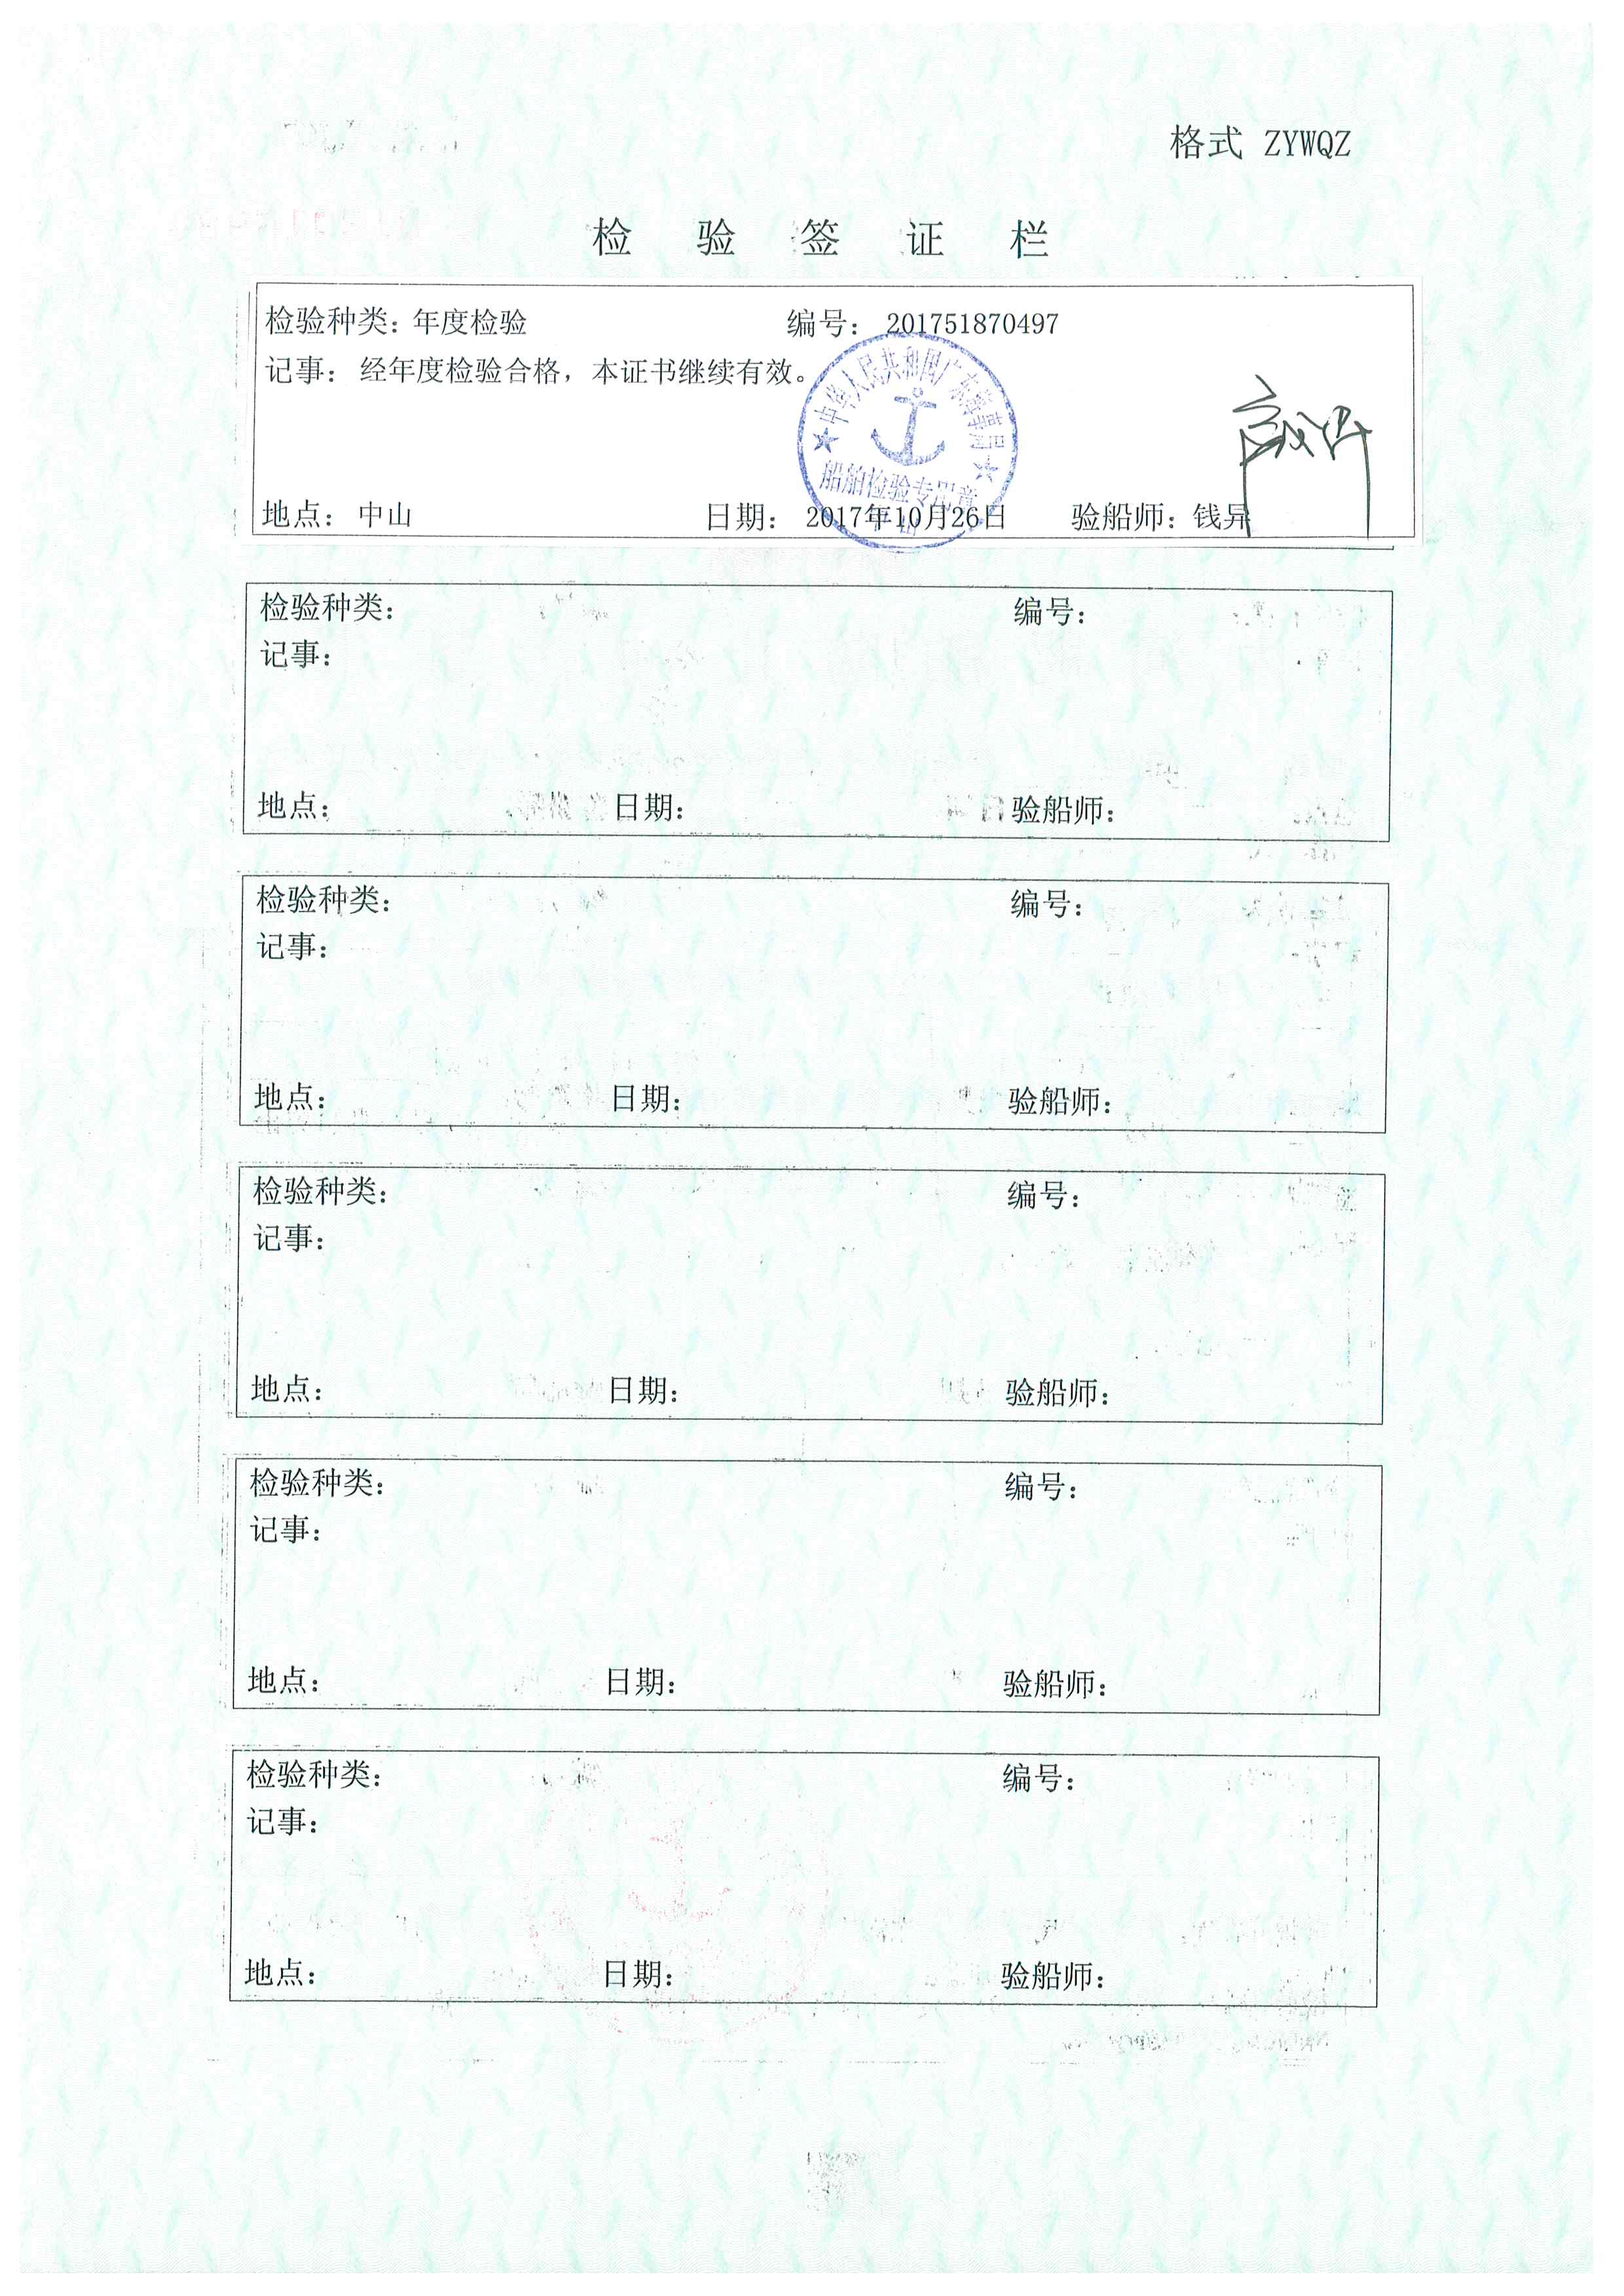 格式 ZYWQZ
检验签证栏
检验种类：年度检验 编号：201751870497
记事：经年度检验合格，本证书继续有效。
中华人民共和国广东海事局
船舶检验专用章
地点：中山 日期：2017年10月26日 验船师：钱异
检验种类： 编号：
记事：
地点： 日期： 验船师：
检验种类： 编号：
记事：
地点： 日期： 验船师：
检验种类： 编号：
记事：
地点： 日期： 验船师：
检验种类： 编号：
记事：
地点： 日期： 验船师：
检验种类： 编号：
记事：
地点： 日期： 验船师：